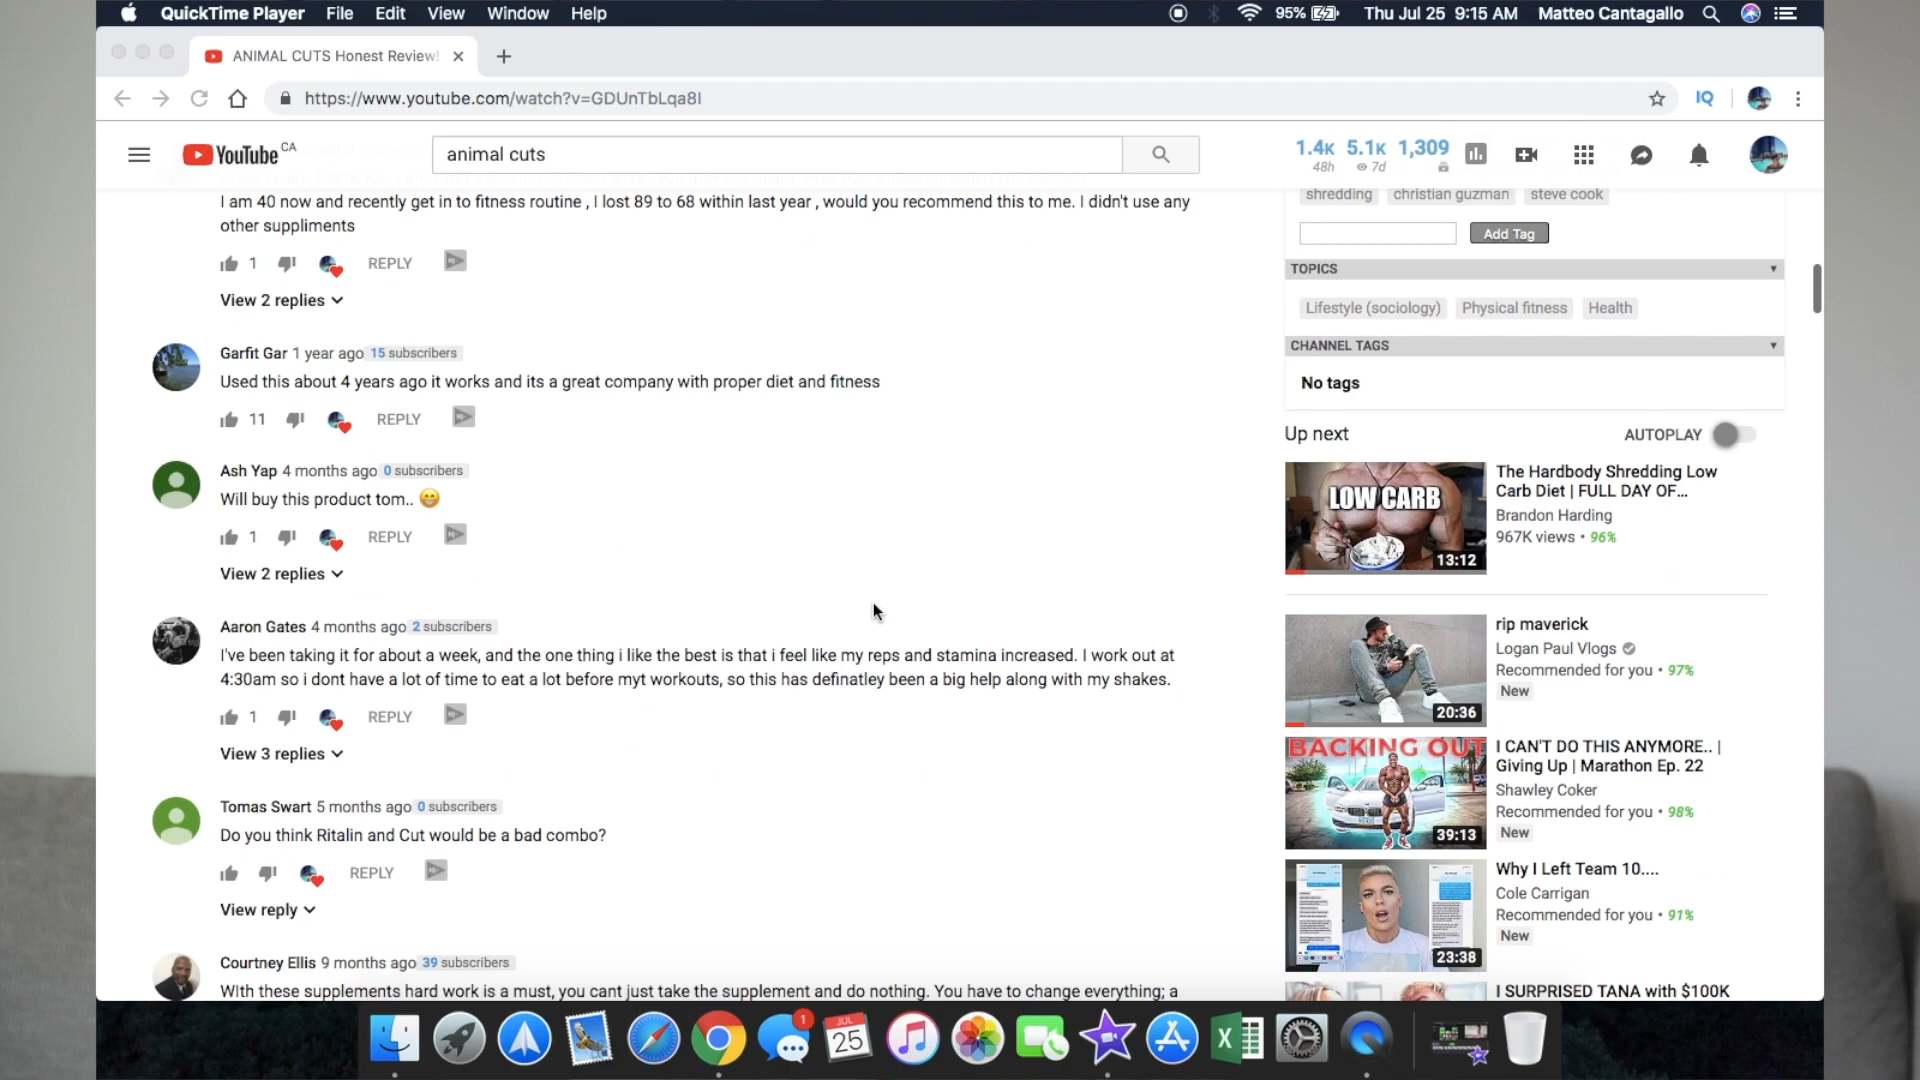 QuickTime Player File Edit View Window Help
95% Thu Jul 25 9:15 AM Matteo Cantagallo
ANIMAL CUTS Honest Review!
https://www.youtube.com/watch?v=GDUnTbLqa8I
IQ
YouTube CA
animal cuts
1.4K 5.1K 1,309
48h 7d
I am 40 now and recently get in to fitness routine , I lost 89 to 68 within last year , would you recommend this to me. I didn't use any
other suppliments
1 REPLY
View 2 replies
Garfit Gar 1 year ago 15 subscribers
Used this about 4 years ago it works and its a great company with proper diet and fitness
11 REPLY
Ash Yap 4 months ago 0 subscribers
Will buy this product tom.. 😁
1 REPLY
View 2 replies
Aaron Gates 4 months ago 2 subscribers
I've been taking it for about a week, and the one thing i like the best is that i feel like my reps and stamina increased. I work out at
4:30am so i dont have a lot of time to eat a lot before myt workouts, so this has definatley been a big help along with my shakes.
1 REPLY
View 3 replies
Tomas Swart 5 months ago 0 subscribers
Do you think Ritalin and Cut would be a bad combo?
REPLY
View reply
Courtney Ellis 9 months ago 39 subscribers
WIth these supplements hard work is a must, you cant just take the supplement and do nothing. You have to change everything; a
shredding christian guzman steve cook
Add Tag
TOPICS
Lifestyle (sociology) Physical fitness Health
CHANNEL TAGS
No tags
Up next AUTOPLAY
LOW CARB
13:12
The Hardbody Shredding Low
Carb Diet | FULL DAY OF...
Brandon Harding
967K views • 96%
20:36
rip maverick
Logan Paul Vlogs
Recommended for you • 97%
New
BACKING OUT
39:13
I CAN'T DO THIS ANYMORE.. |
Giving Up | Marathon Ep. 22
Shawley Coker
Recommended for you • 98%
New
23:38
Why I Left Team 10....
Cole Carrigan
Recommended for you • 91%
New
I SURPRISED TANA with $100K
1
JUL
25